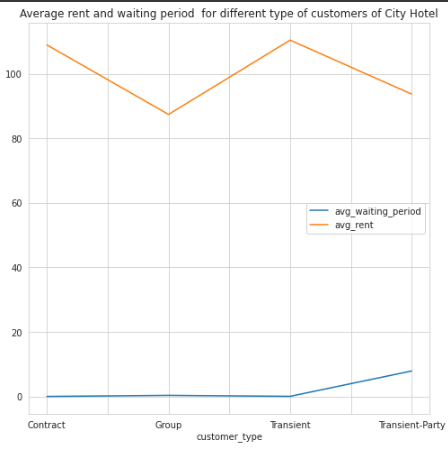 Average rent and waiting period for different type of customers of City Hotel
100
80
60
40
20
0
avg_waiting_period
avg_rent
Contract Group Transient Transient-Party
customer_type